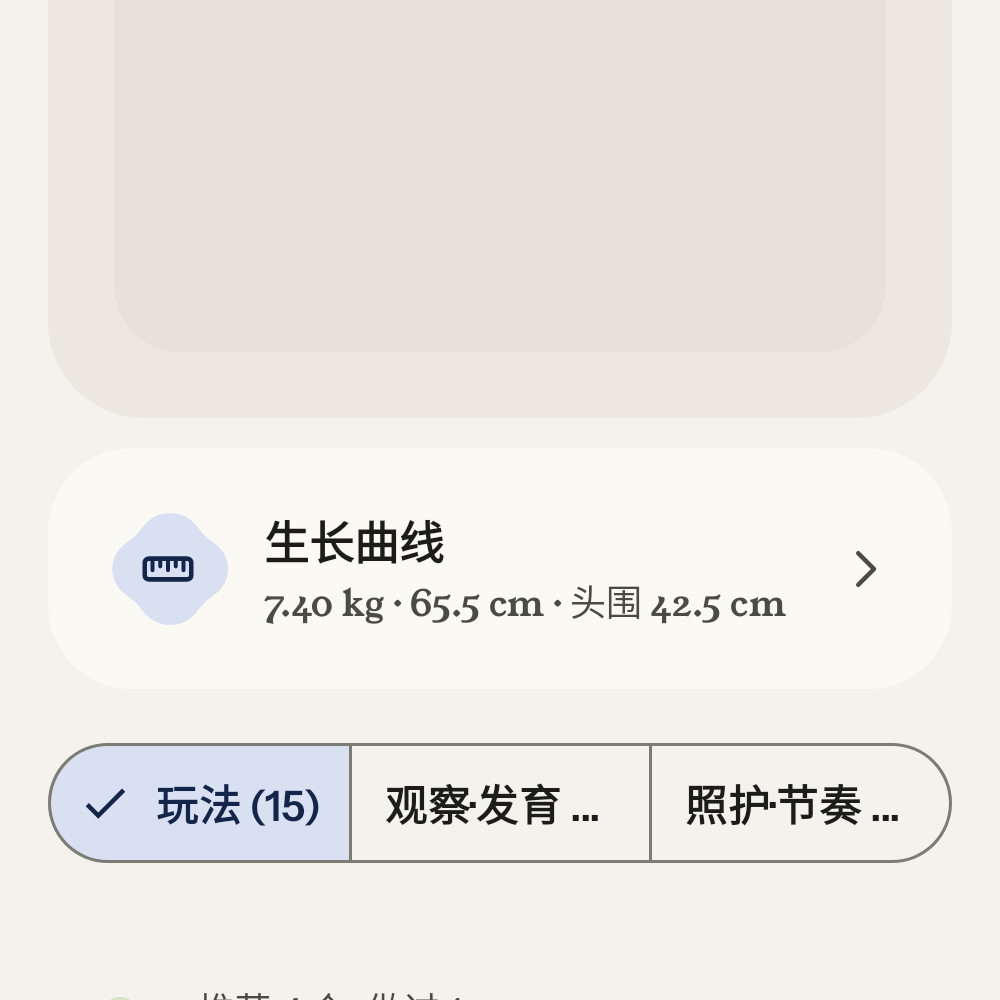 生长曲线
7.40 kg · 65.5 cm · 头围 42.5 cm
玩法 (15)
观察·发育 ...
照护·节奏 ...